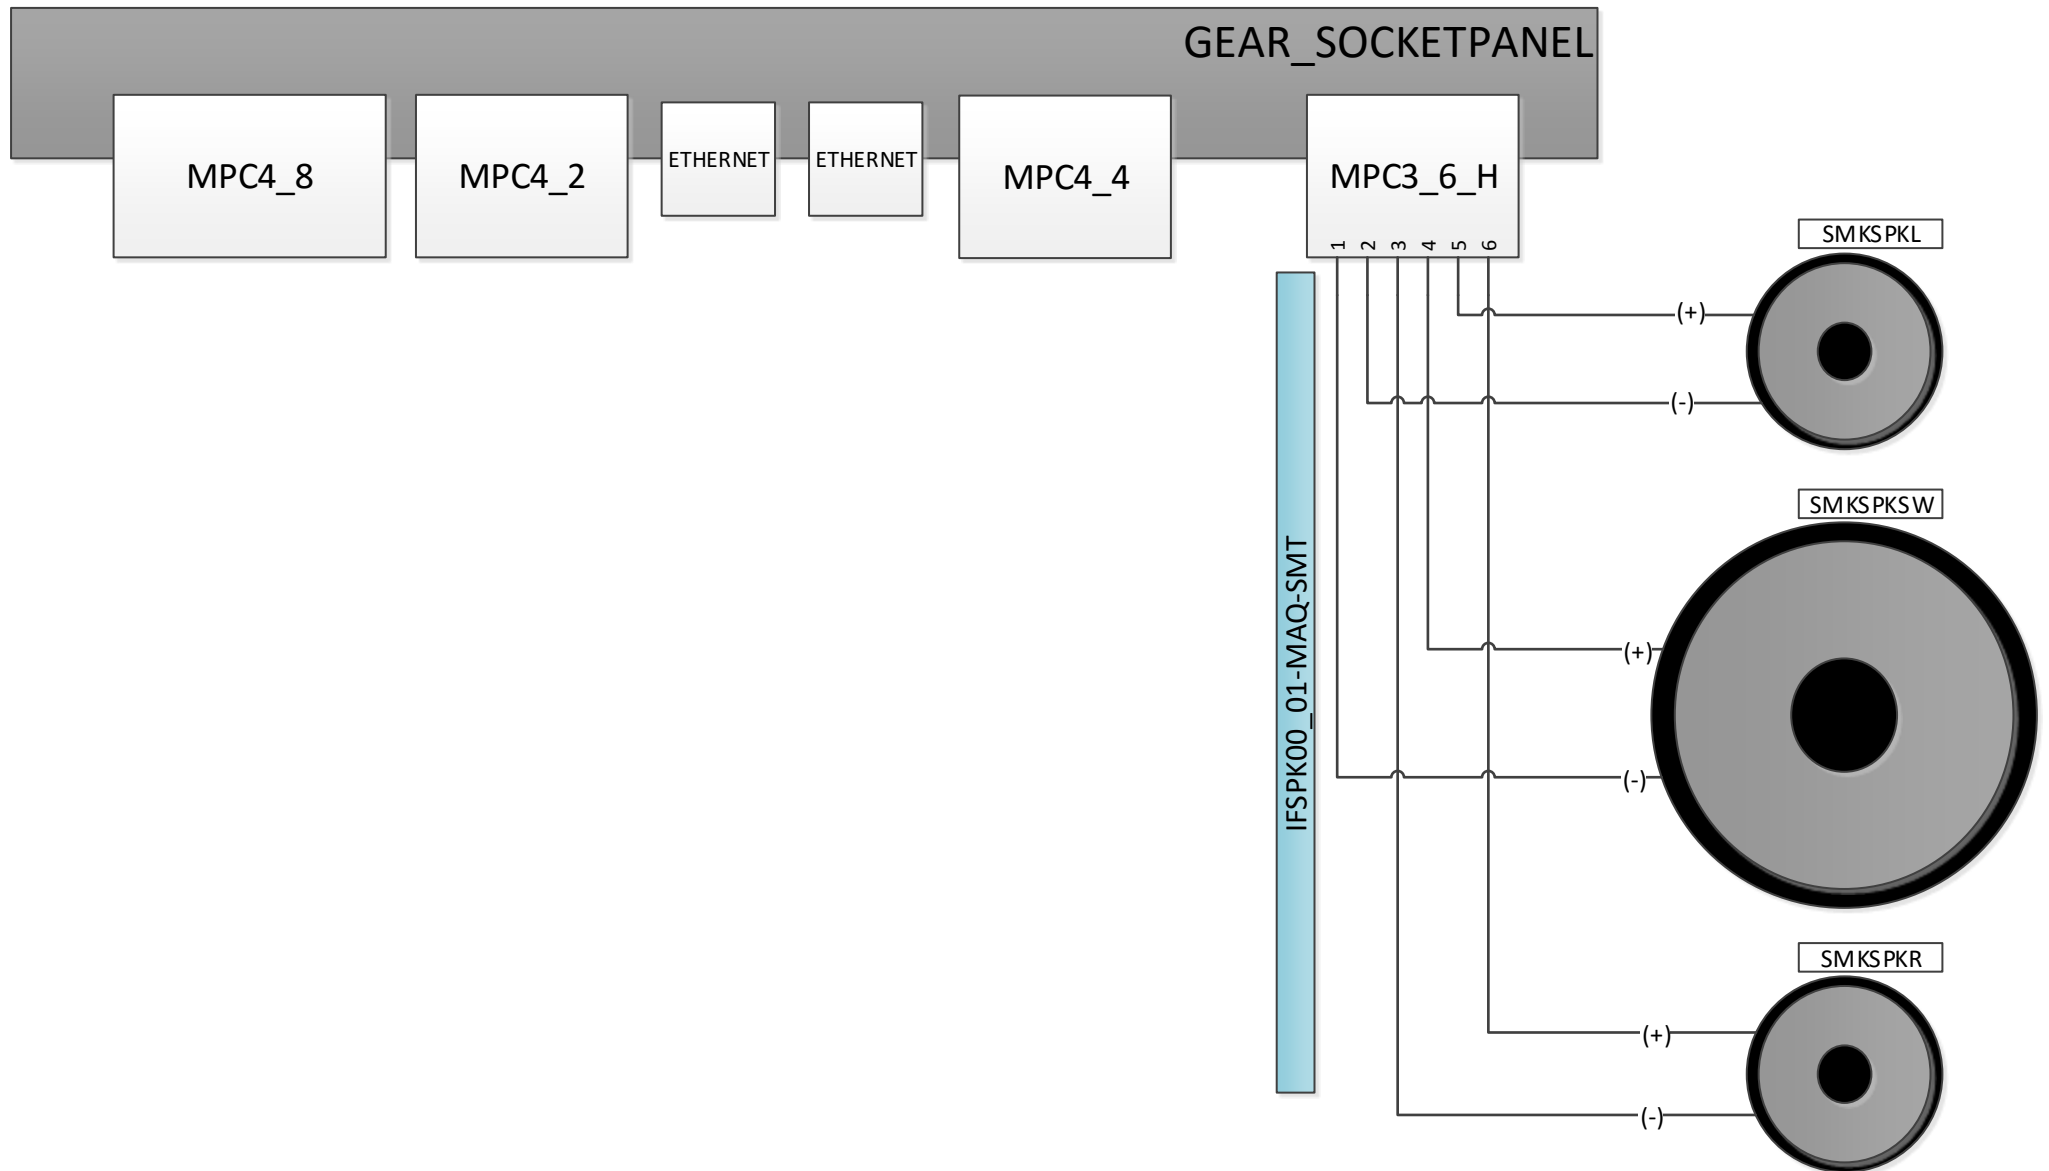 GEAR_SOCKETPANEL
MPC4_8
MPC4_2
ETHERNET
ETHERNET
MPC4_4
MPC3_6_H
1
2
3
4
5
6
SMKSPKL
(+)
(-)
SMKSPKSW
(+)
(-)
IFSPK00_01-MAQ-SMT
SMKSPKR
(+)
(-)